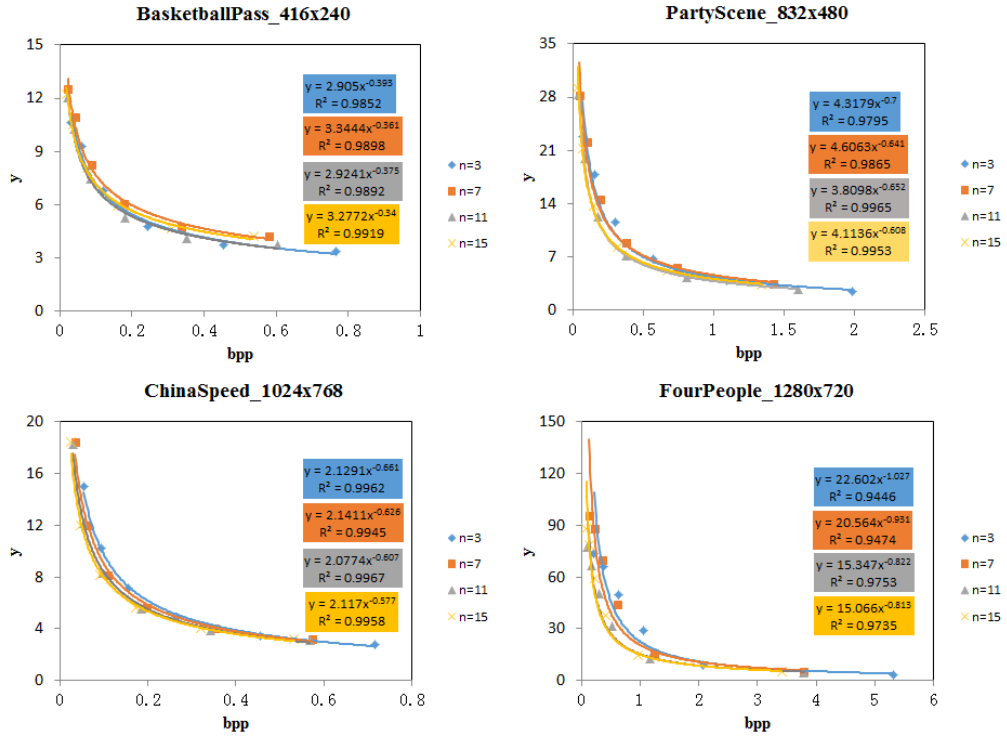 BasketballPass_416x240
15
12
9
6
3
0
y
0
0.2
0.4
0.6
0.8
1
bpp
y = 2.905x^-0.393
R² = 0.9852
y = 3.3444x^-0.361
R² = 0.9898
y = 2.9241x^-0.375
R² = 0.9892
y = 3.2772x^-0.34
R² = 0.9919
n=3
n=7
n=11
n=15
PartyScene_832x480
35
28
21
14
7
0
y
0
0.5
1
1.5
2
2.5
bpp
y = 4.3179x^-0.7
R² = 0.9795
y = 4.6063x^-0.641
R² = 0.9865
y = 3.8098x^-0.652
R² = 0.9965
y = 4.1136x^-0.608
R² = 0.9953
n=3
n=7
n=11
n=15
ChinaSpeed_1024x768
20
16
12
8
4
0
y
0
0.2
0.4
0.6
0.8
bpp
y = 2.1291x^-0.661
R² = 0.9962
y = 2.1411x^-0.626
R² = 0.9945
y = 2.0774x^-0.607
R² = 0.9967
y = 2.117x^-0.577
R² = 0.9958
n=3
n=7
n=11
n=15
FourPeople_1280x720
150
120
90
60
30
0
y
0
1
2
3
4
5
6
bpp
y = 22.602x^-1.027
R² = 0.9446
y = 20.564x^-0.931
R² = 0.9474
y = 15.347x^-0.822
R² = 0.9753
y = 15.066x^-0.813
R² = 0.9735
n=3
n=7
n=11
n=15